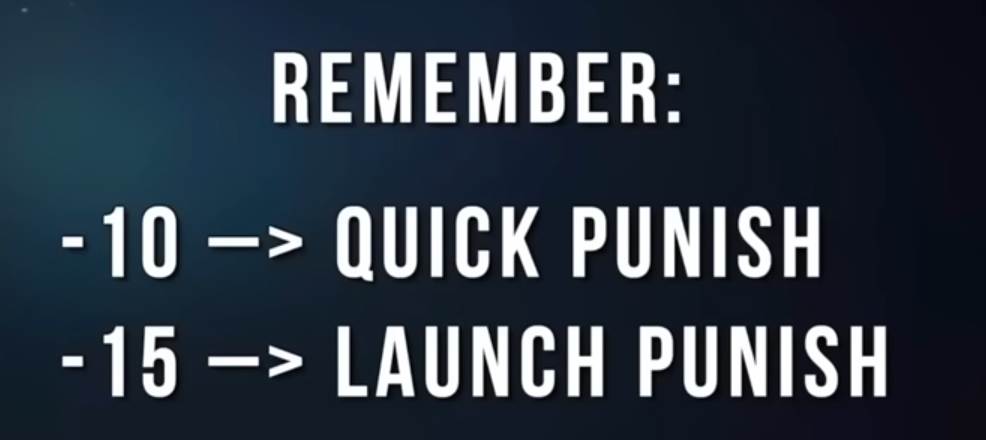 REMEMBER:
-10 —> QUICK PUNISH
-15 —> LAUNCH PUNISH